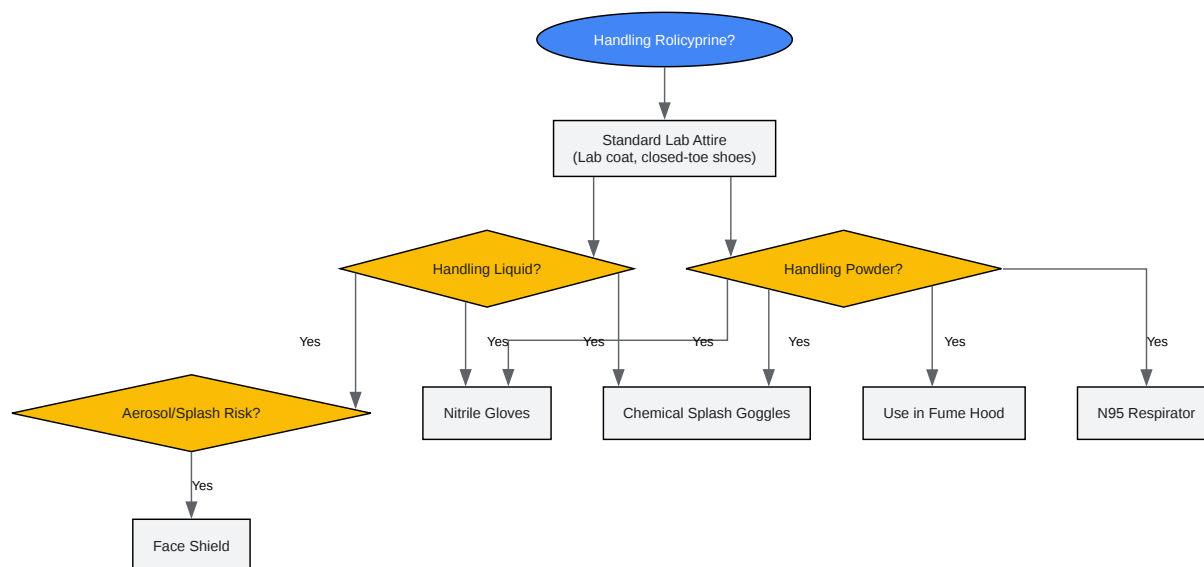 Handling Rolicyprine?
Standard Lab Attire
(Lab coat, closed-toe shoes)
Handling Liquid?
Handling Powder?
Yes
Yes
Yes
Yes
Yes
Yes
Yes
Aerosol/Splash Risk?
Nitrile Gloves
Chemical Splash Goggles
Use in Fume Hood
N95 Respirator
Yes
Face Shield